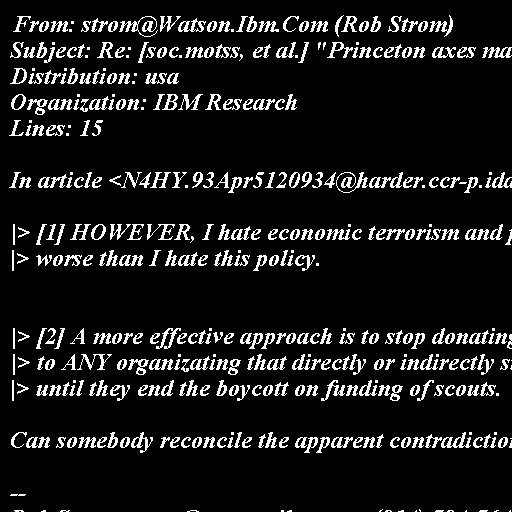 From: strom@Watson.Ibm.Com (Rob Strom)
Subject: Re: [soc.motss, et al.] "Princeton axes
Distribution: usa
Organization: IBM Research
Lines: 15
In article <N4HY.93Apr5120934@harder.ccr-p.ida
|> [1] HOWEVER, I hate economic terrorism and
|> worse than I hate this policy.
|> [2] A more effective approach is to stop donating
|> to ANY organizating that directly or indirectly
|> until they end the boycott on funding of scouts.
Can somebody reconcile the apparent
--